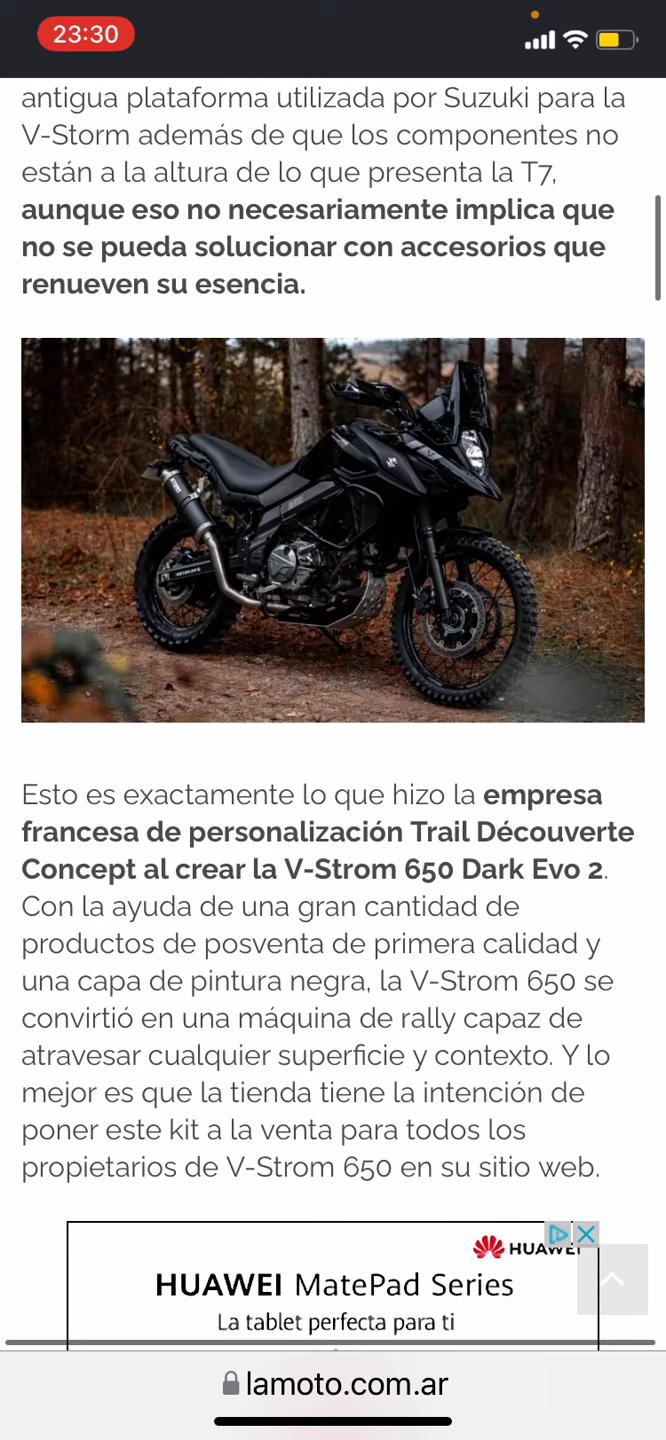 23:30
antigua plataforma utilizada por Suzuki para la
V-Storm además de que los componentes no
están a la altura de lo que presenta la T7,
aunque eso no necesariamente implica que
no se pueda solucionar con accesorios que
renueven su esencia.
Esto es exactamente lo que hizo la empresa
francesa de personalización Trail Découverte
Concept al crear la V-Strom 650 Dark Evo 2.
Con la ayuda de una gran cantidad de
productos de posventa de primera calidad y
una capa de pintura negra, la V-Strom 650 se
convirtió en una máquina de rally capaz de
atravesar cualquier superficie y contexto. Y lo
mejor es que la tienda tiene la intención de
poner este kit a la venta para todos los
propietarios de V-Strom 650 en su sitio web.
HUAWEI
HUAWEI MatePad Series
La tablet perfecta para ti
lamoto.com.ar